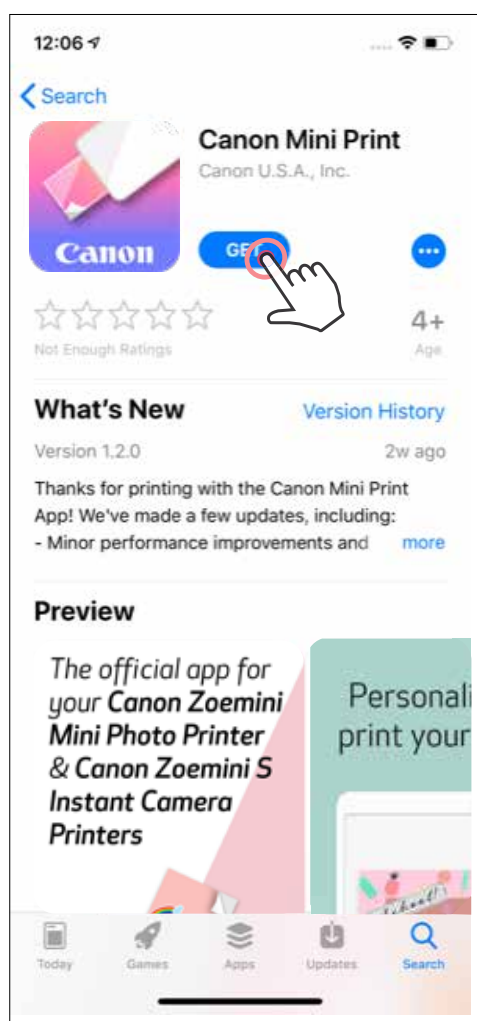 12:06
Search
Canon Mini Print
Canon U.S.A., Inc.
Canon
GET
4+
Not Enough Ratings
Age
What's New
Version History
Version 1.2.0
2w ago
Thanks for printing with the Canon Mini Print
App! We've made a few updates, including:
- Minor performance improvements and more
Preview
The official app for
your Canon Zoemini
Mini Photo Printer
& Canon Zoemini S
Instant Camera
Printers
Personali
print your
Today
Games
Apps
Updates
Search